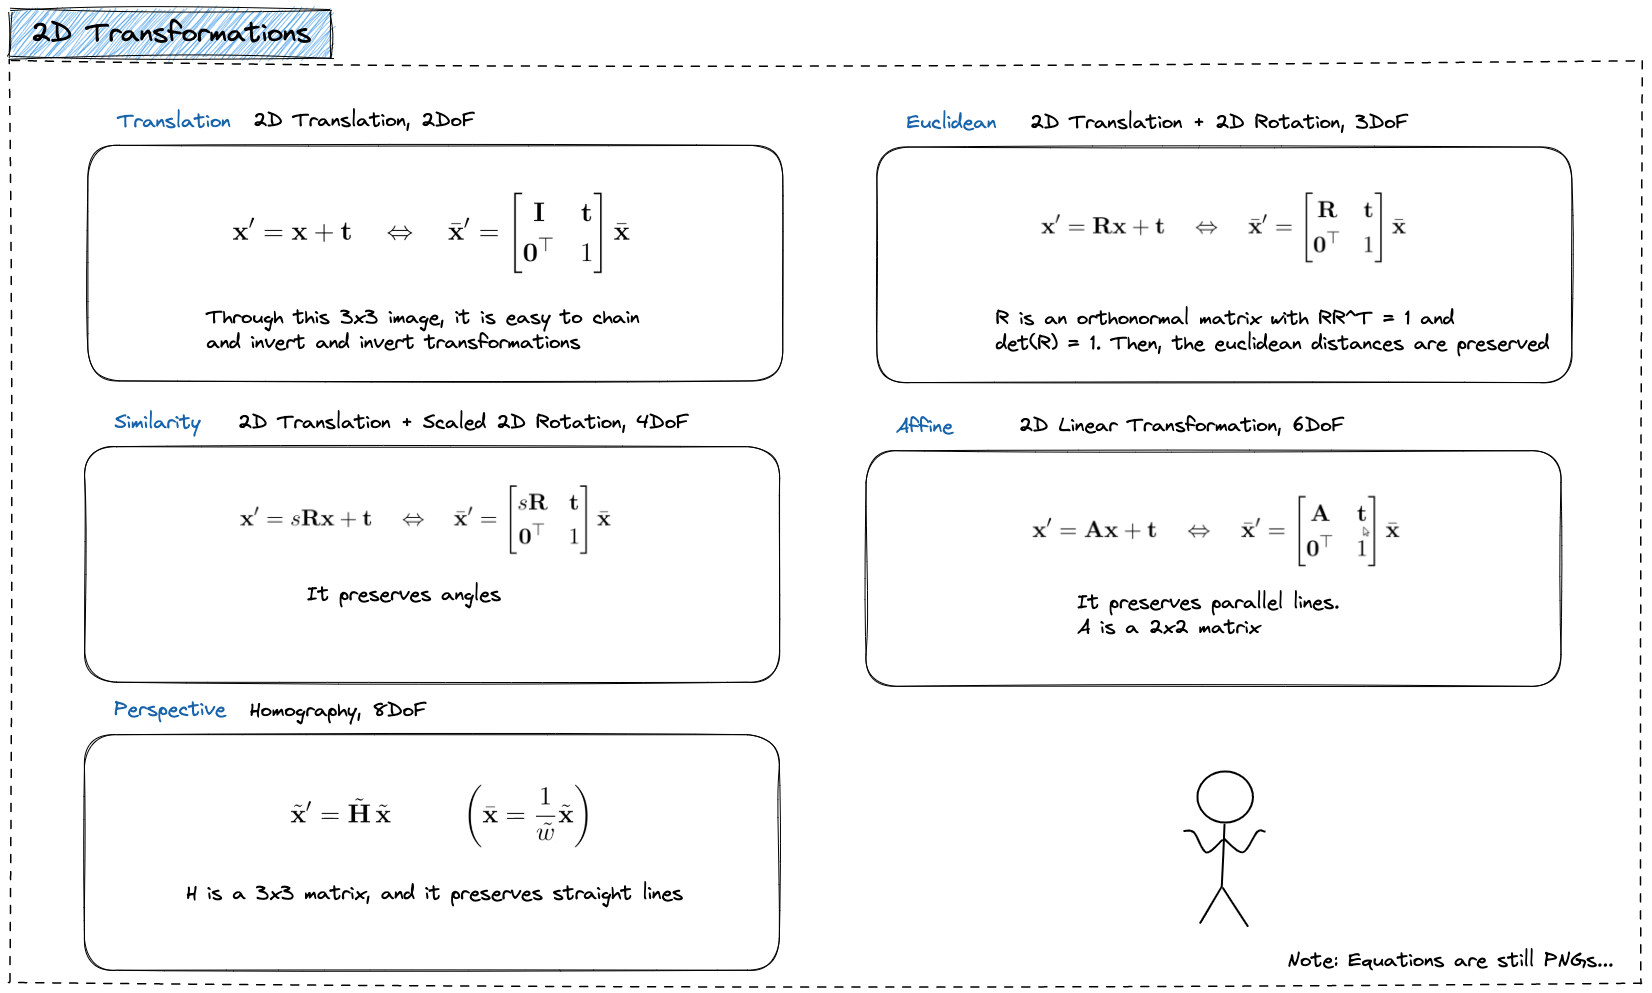 2D Transformations
Translation 2D Translation, 2DoF
x′ = x + t ⇔ x̄′ = [I t; 0⊤ 1] x̄
Through this 3x3 image, it is easy to chain
and invert and invert transformations
Euclidean 2D Translation + 2D Rotation, 3DoF
x′ = Rx + t ⇔ x̄′ = [R t; 0⊤ 1] x̄
R is an orthonormal matrix with RR^T = 1 and
det(R) = 1. Then, the euclidean distances are preserved
Similarity 2D Translation + Scaled 2D Rotation, 4DoF
x′ = sRx + t ⇔ x̄′ = [sR t; 0⊤ 1] x̄
It preserves angles
Affine 2D Linear Transformation, 6DoF
x′ = Ax + t ⇔ x̄′ = [A t; 0⊤ 1] x̄
It preserves parallel lines.
A is a 2x2 matrix
Perspective Homography, 8DoF
x̃′ = H̃ x̃ (x̄ = 1/w̃ x̃)
H is a 3x3 matrix, and it preserves straight lines
Note: Equations are still PNGs...